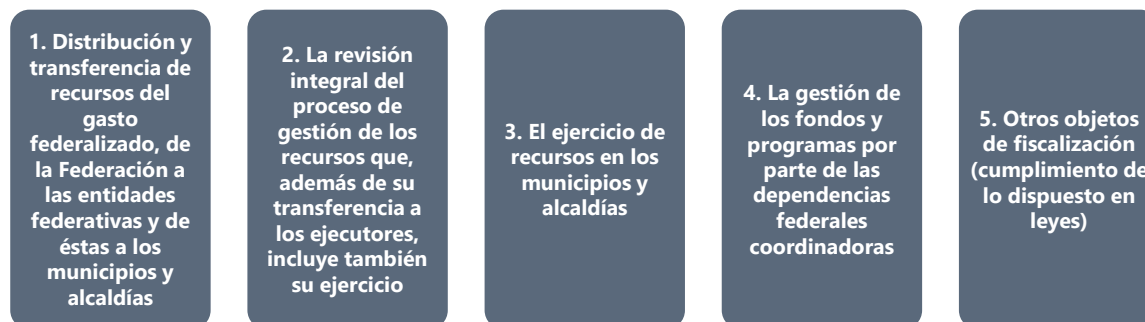 1. Distribución y
transferencia de
recursos del
gasto
federalizado, de
la Federación a
las entidades
federativas y de
éstas a los
municipios y
alcaldías
2. La revisión
integral del
proceso de
gestión de los
recursos que,
además de su
transferencia a
los ejecutores,
incluye también
su ejercicio
3. El ejercicio de
recursos en los
municipios y
alcaldías
4. La gestión de
los fondos y
programas por
parte de las
dependencias
federales
coordinadoras
5. Otros objetos
de fiscalización
(cumplimiento de
lo dispuesto en
leyes)